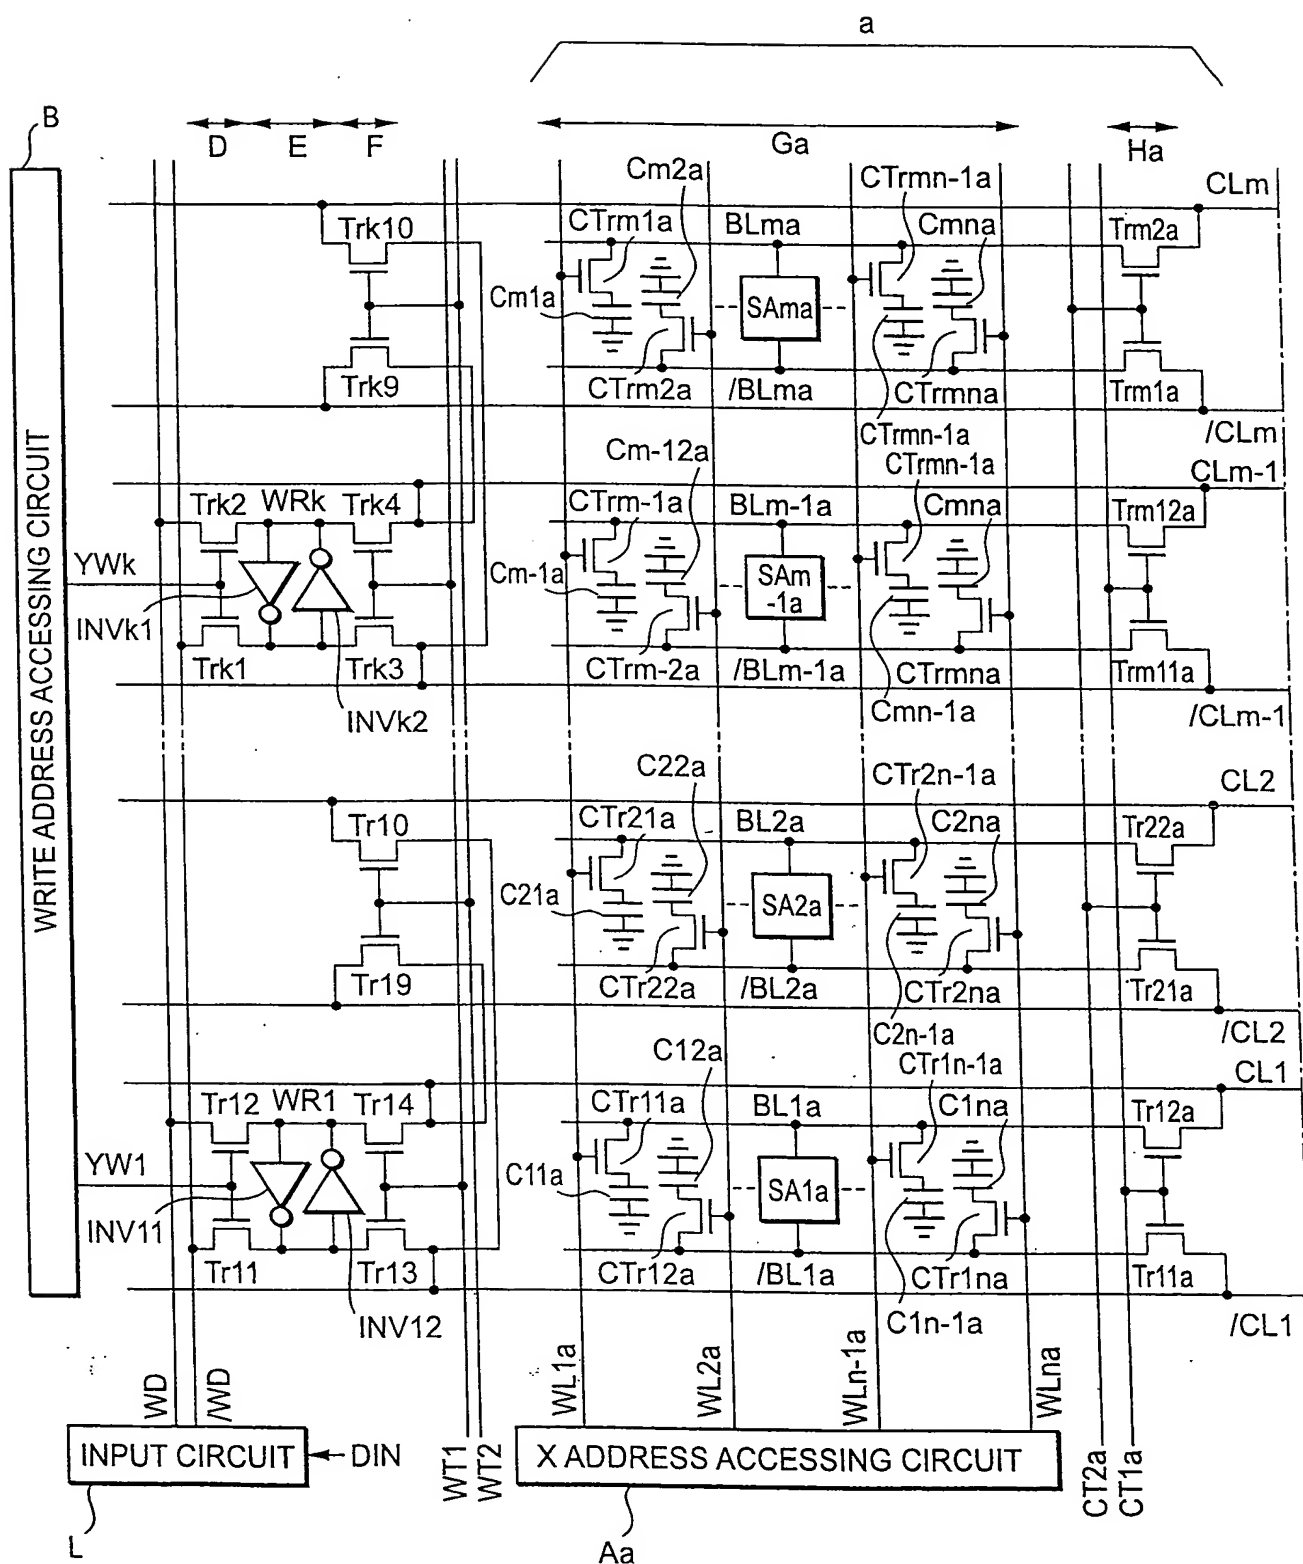 a
B
D E F Ga Ha
Cm2a CTrmn-1a CLm
Trk10 CTrm1a BLma Cmna Trm2a
Cm1a SAma
Trk9 CTrm2a /BLma CTrmna Trm1a
CTrmn-1a /CLm
Cm-12a CTrmn-1a CLm-1
Trk2 WRk Trk4 CTrm-1a BLm-1a Cmna Trm12a
YWk Cm-1a SAm
-1a
INVk1
Trk1 Trk3 CTrm-2a /BLm-1a CTrmna Trm11a
INVk2 Cmn-1a /CLm-1
WRITE ADDRESS ACCESSING CIRCUIT
C22a CTr2n-1a CL2
Tr10 CTr21a BL2a C2na Tr22a
C21a SA2a
Tr19 CTr22a /BL2a CTr2na Tr21a
C2n-1a /CL2
C12a CTr1n-1a CL1
Tr12 WR1 Tr14 CTr11a BL1a C1na Tr12a
YW1 C11a SA1a
INV11
Tr11 Tr13 CTr12a /BL1a CTr1na Tr11a
INV12 C1n-1a /CL1
WD /WD WL1a WL2a WLn-1a WLna
INPUT CIRCUIT DIN WT1 WT2 X ADDRESS ACCESSING CIRCUIT CT2a CT1a
L Aa